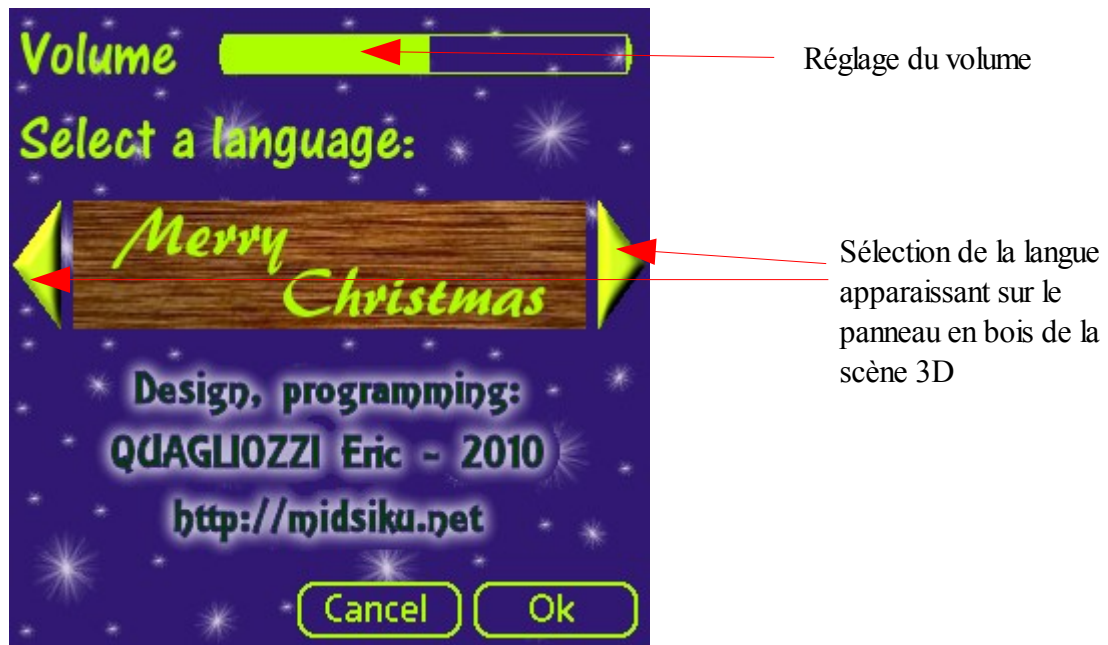 Volume
Réglage du volume
Select a language:
Merry
Christmas
Sélection de la langue
apparaissant sur le
panneau en bois de la
scène 3D
Design, programming:
QUAGLIOZZI Eric - 2010
http://midsiku.net
Cancel
Ok